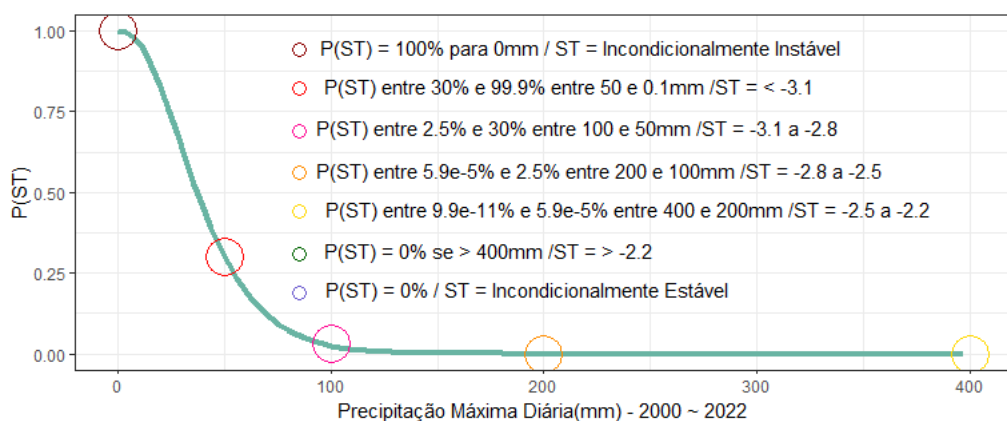 1.00
0.75
0.50
0.25
0.00
P(ST)
P(ST) = 100% para 0mm / ST = Incondicionalmente Instável
P(ST) entre 30% e 99.9% entre 50 e 0.1mm /ST = < -3.1
P(ST) entre 2.5% e 30% entre 100 e 50mm /ST = -3.1 a -2.8
P(ST) entre 5.9e-5% e 2.5% entre 200 e 100mm /ST = -2.8 a -2.5
P(ST) entre 9.9e-11% e 5.9e-5% entre 400 e 200mm /ST = -2.5 a -2.2
P(ST) = 0% se > 400mm /ST = > -2.2
P(ST) = 0% / ST = Incondicionalmente Estável
0 100 200 300 400
Precipitação Máxima Diária(mm) - 2000 ~ 2022